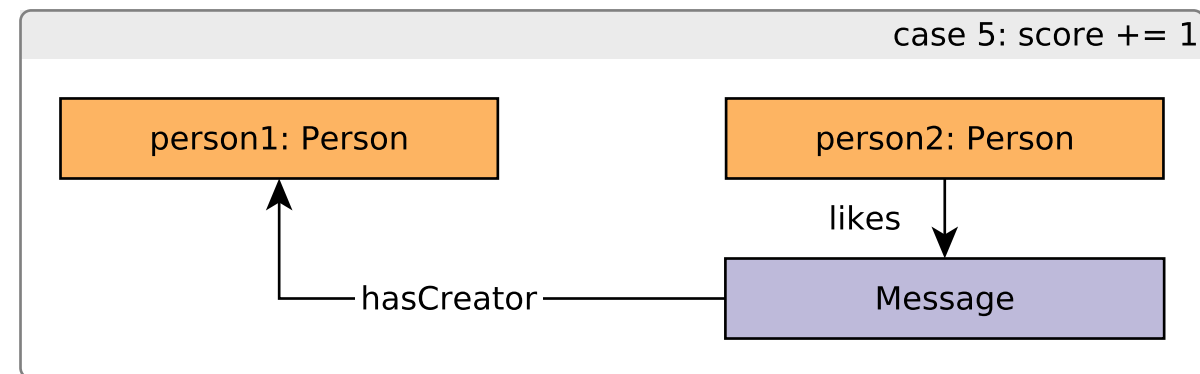 case 5: score += 1
person1: Person
person2: Person
likes
hasCreator
Message